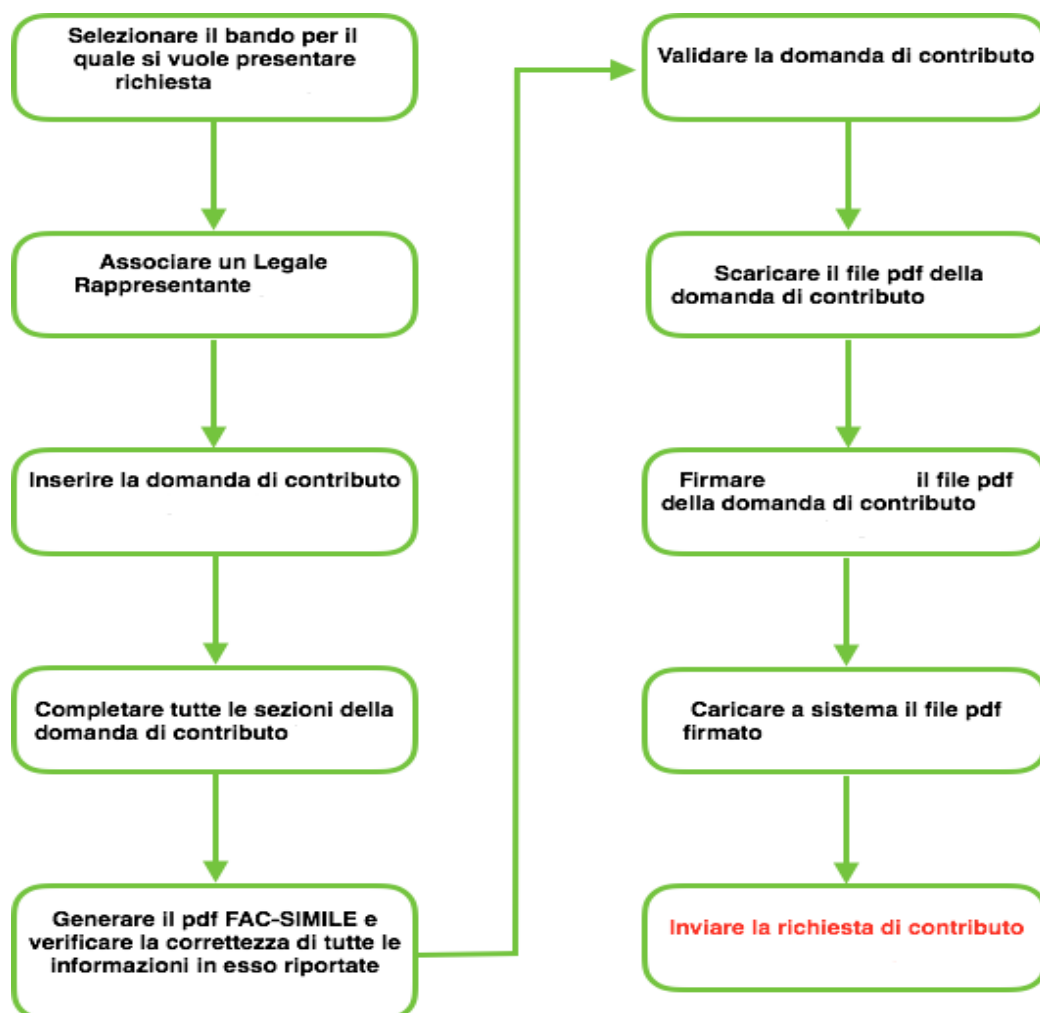 Selezionare il bando per il
quale si vuole presentare
richiesta
Associare un Legale
Rappresentante
Inserire la domanda di contributo
Completare tutte le sezioni della
domanda di contributo
Generare il pdf FAC-SIMILE e
verificare la correttezza di tutte le
informazioni in esso riportate
Validare la domanda di contributo
Scaricare il file pdf della
domanda di contributo
Firmare il file pdf
della domanda di contributo
Caricare a sistema il file pdf
firmato
Inviare la richiesta di contributo